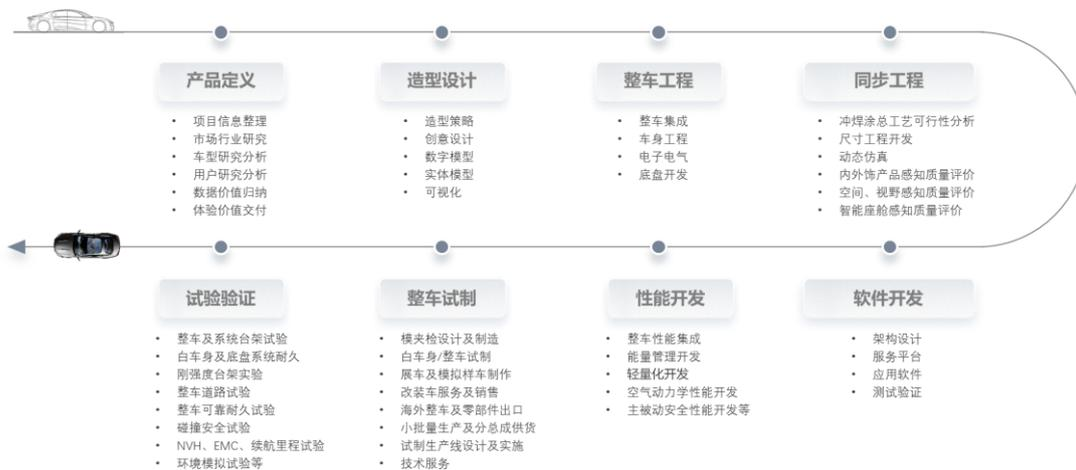 产品定义
项目信息整理
市场行业研究
车型研究分析
用户研究分析
数据价值归纳
体验价值交付
造型设计
造型策略
创意设计
数字模型
实体模型
可视化
整车工程
整车集成
车身工程
电子电气
底盘开发
同步工程
冲焊涂总工艺可行性分析
尺寸工程开发
动态仿真
内外饰产品感知质量评价
空间、视野感知质量评价
智能座舱感知质量评价
试验验证
整车及系统台架试验
白车身及底盘系统耐久
刚强度台架实验
整车道路试验
整车可靠耐久试验
碰撞安全试验
NVH、EMC、续航里程试验
环境模拟试验等
整车试制
模夹检设计及制造
白车身/整车试制
展车及模拟样车制作
改装车服务及销售
海外整车及零部件出口
小批量生产及分总成供货
试制生产线设计及实施
技术服务
性能开发
整车性能集成
能量管理开发
轻量化开发
空气动力学性能开发
主被动安全性能开发等
软件开发
架构设计
服务平台
应用软件
测试验证